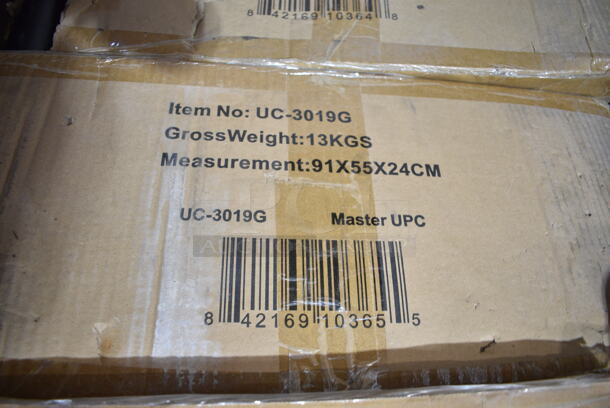 8 42169 10364 8
Item No: UC-3019G
GrossWeight:13KGS
Measurement:91X55X24CM
UC-3019G Master UPC
8 42169 10365 5